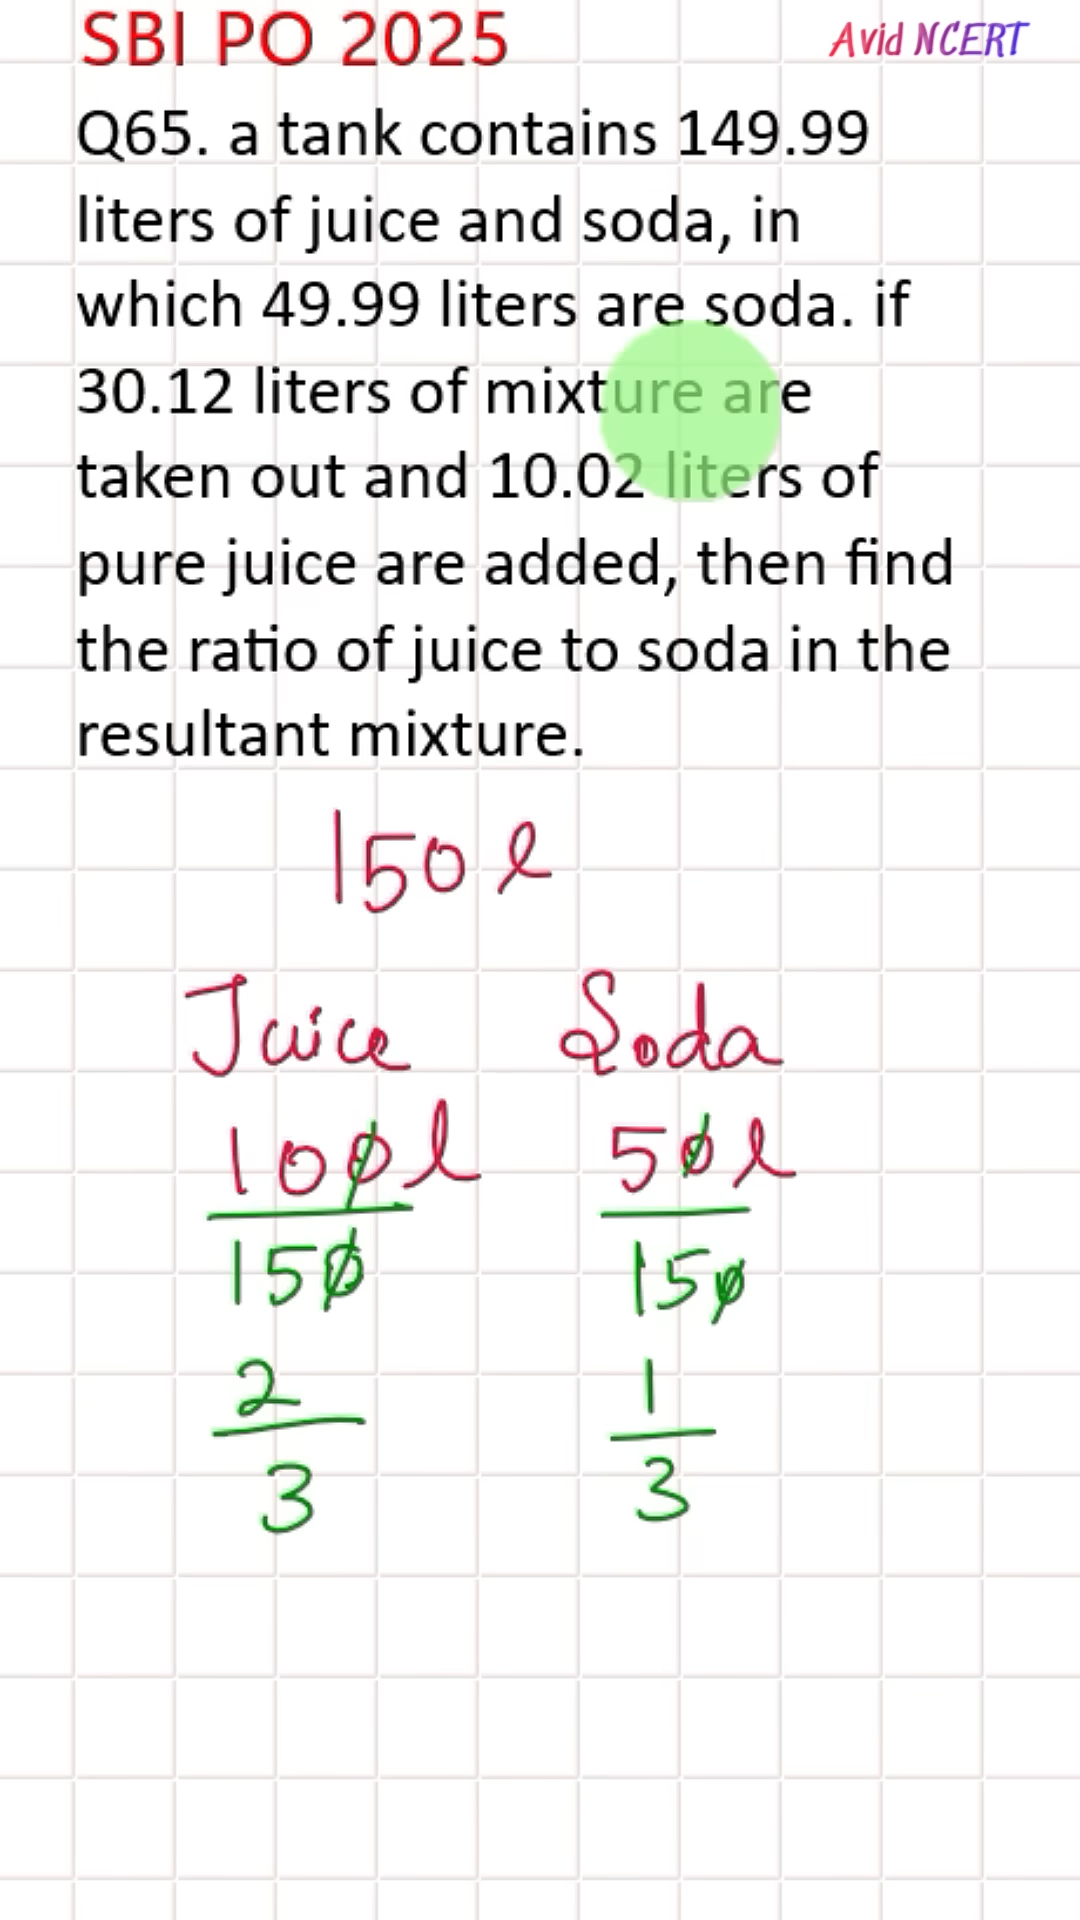 SBI PO 2025
Avid NCERT
Q65. a tank contains 149.99
liters of juice and soda, in
which 49.99 liters are soda. if
30.12 liters of mixture are
taken out and 10.02 liters of
pure juice are added, then find
the ratio of juice to soda in the
resultant mixture.
150 l
Juice Soda
100 l 50 l
150 150
2 1
3 3